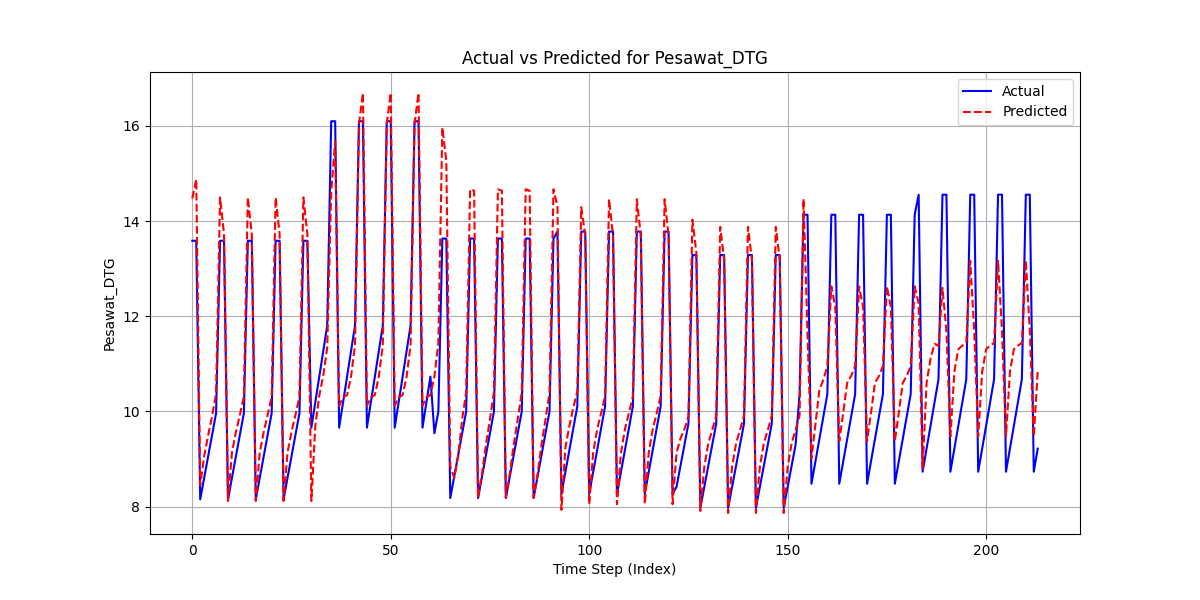 Actual vs Predicted for Pesawat_DTG
Actual
Predicted
Pesawat_DTG
16
14
12
10
8
0
50
100
150
200
Time Step (Index)